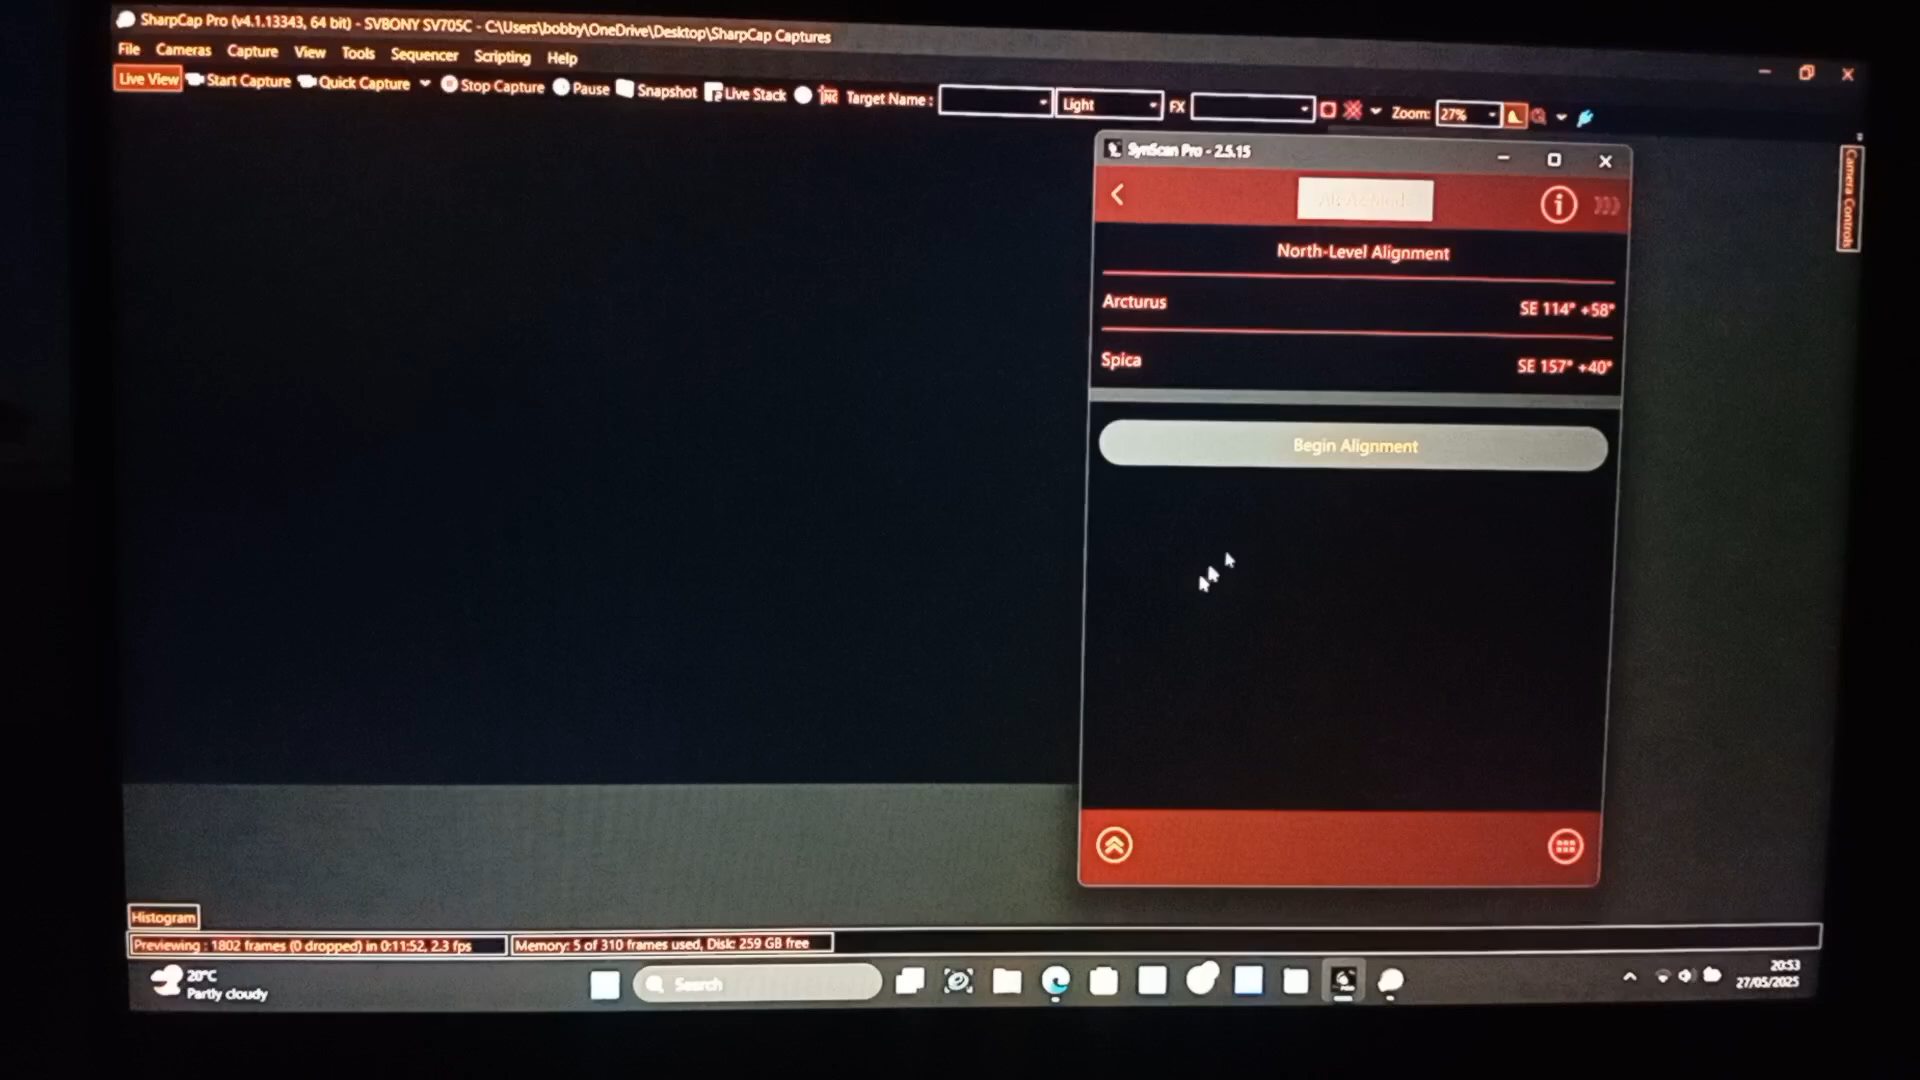 SharpCap Pro (v4.1.13343, 64 bit) - SVBONY SV705C - C:\Users\bobby\OneDrive\Desktop\SharpCap Captures
File Cameras Capture View Tools Sequencer Scripting Help
Live View Start Capture Quick Capture Stop Capture Pause Snapshot Live Stack Target Name : Light FX Zoom: 27%
Camera Controls
SynScan Pro - 2.5.15
North-Level Alignment
Arcturus SE 114° +58°
Spica SE 157° +40°
Begin Alignment
Histogram
Previewing : 1802 frames (0 dropped) in 0:11:52, 2.3 fps Memory: 5 of 310 frames used, Disk: 259 GB free
20°C
Partly cloudy
Search
20:53
27/05/2025